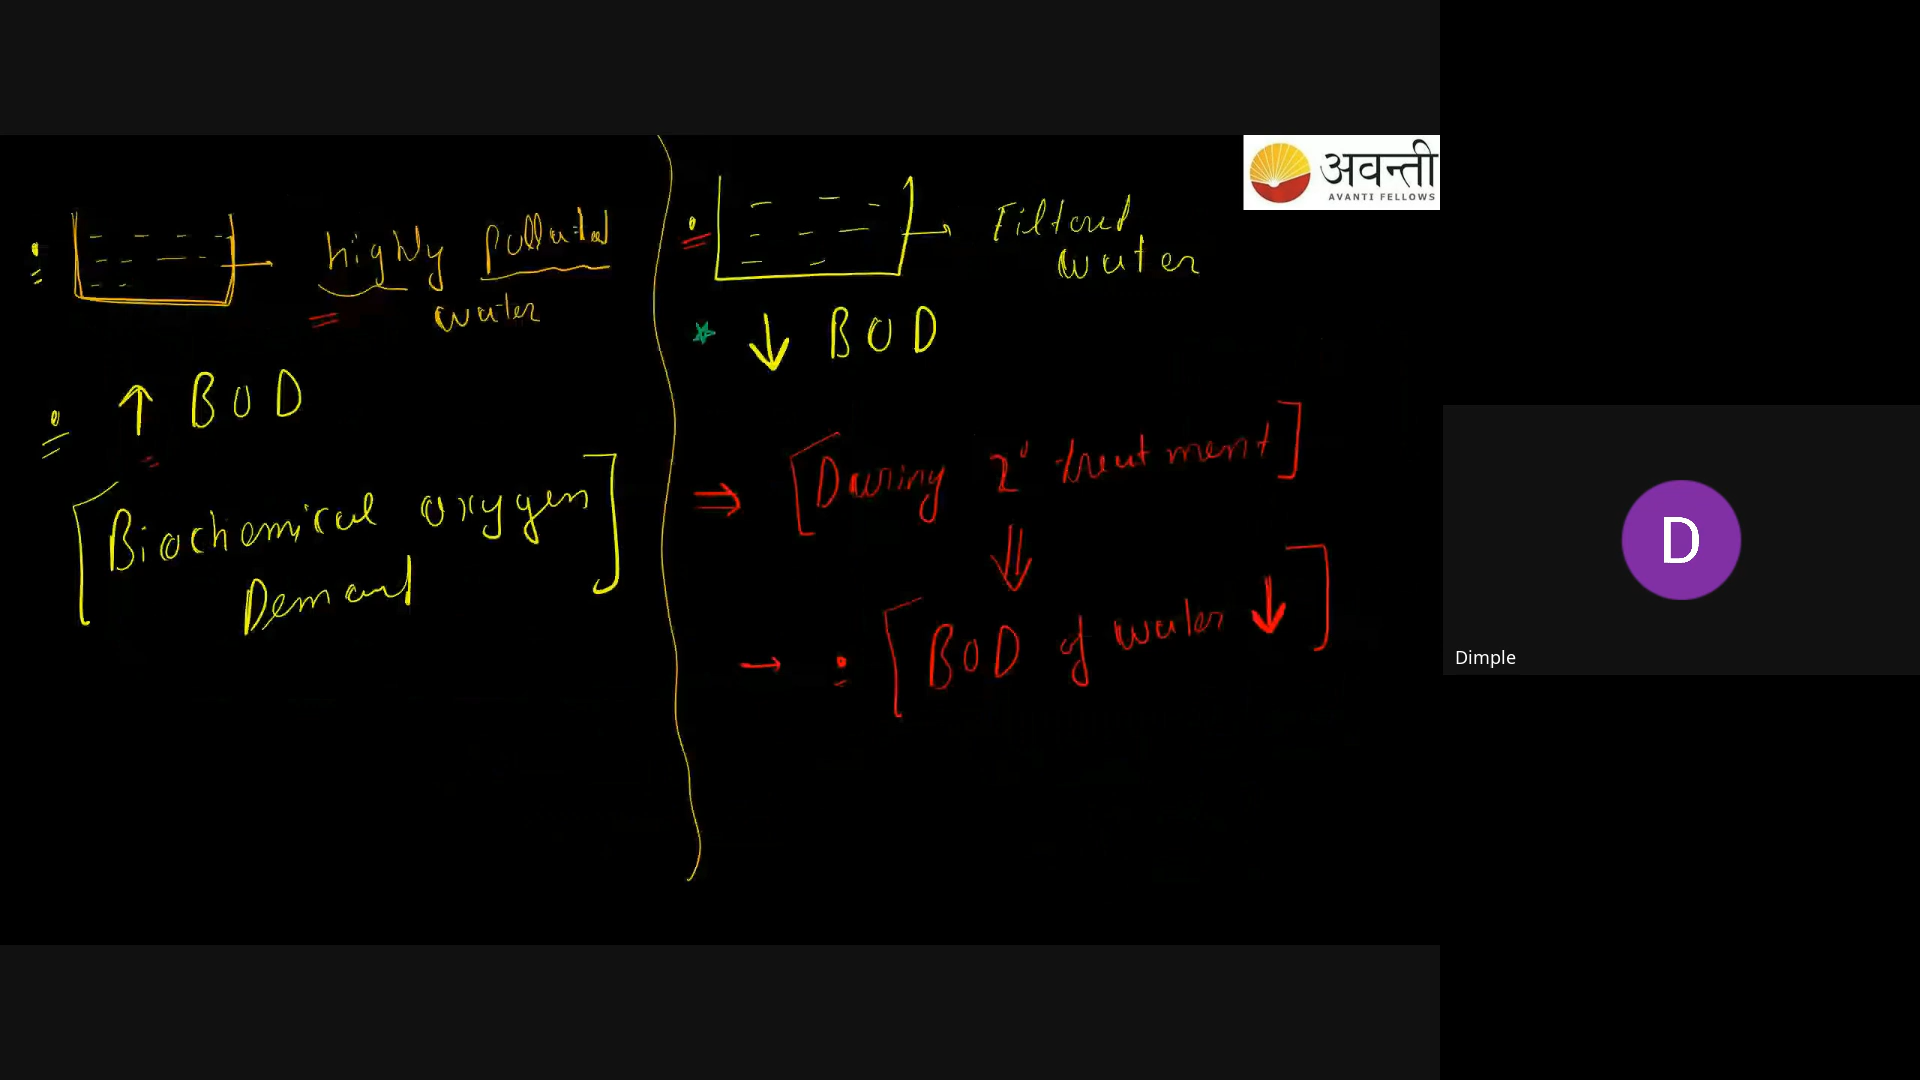 highly polluted
water
↑ BOD
[Biochemical oxygen
Demand]
Filtered
water
↓ BOD
⇒ [During 2° treatment]
⇓
→ : [BOD of water ↓]
अवन्ती
AVANTI FELLOWS
D
Dimple